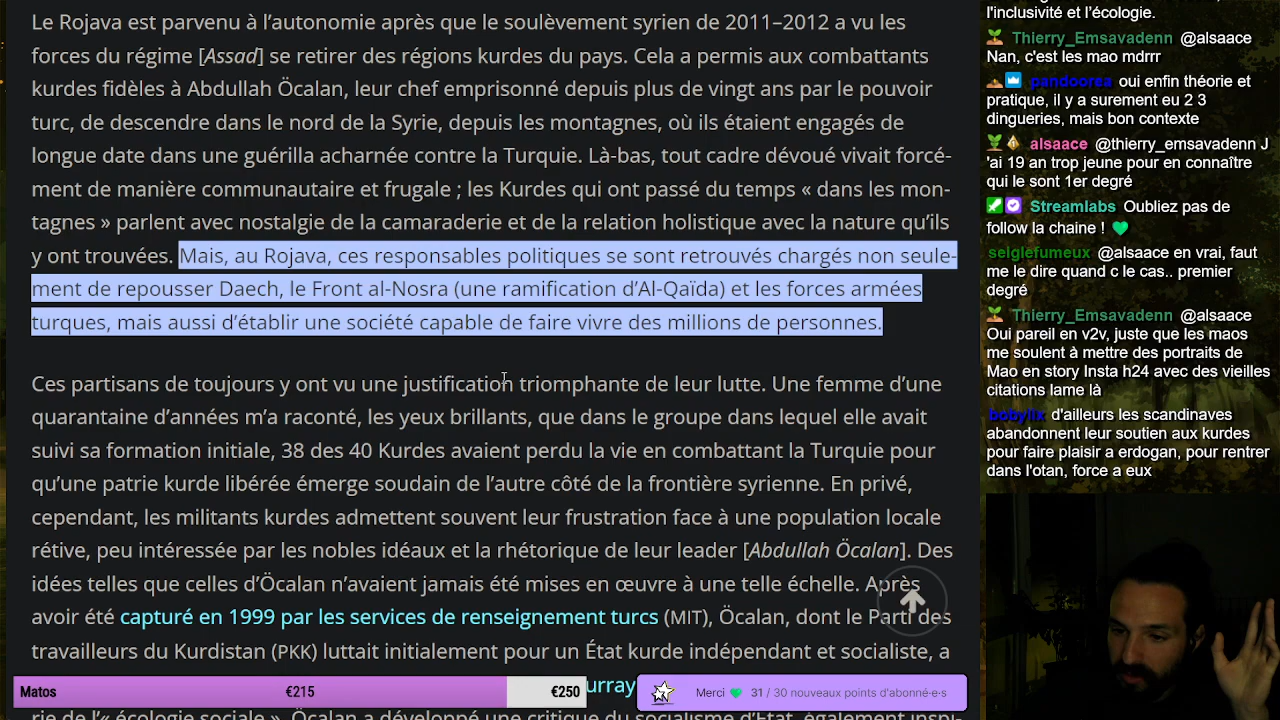 Le Rojava est parvenu à l’autonomie après que le soulèvement syrien de 2011–2012 a vu les
forces du régime [Assad] se retirer des régions kurdes du pays. Cela a permis aux combattants
kurdes fidèles à Abdullah Öcalan, leur chef emprisonné depuis plus de vingt ans par le pouvoir
turc, de descendre dans le nord de la Syrie, depuis les montagnes, où ils étaient engagés de
longue date dans une guérilla acharnée contre la Turquie. Là-bas, tout cadre dévoué vivait forcé-
ment de manière communautaire et frugale ; les Kurdes qui ont passé du temps « dans les mon-
tagnes » parlent avec nostalgie de la camaraderie et de la relation holistique avec la nature qu’ils
y ont trouvées. Mais, au Rojava, ces responsables politiques se sont retrouvés chargés non seule-
ment de repousser Daech, le Front al-Nosra (une ramification d’Al-Qaïda) et les forces armées
turques, mais aussi d’établir une société capable de faire vivre des millions de personnes.
Ces partisans de toujours y ont vu une justification triomphante de leur lutte. Une femme d’une
quarantaine d’années m’a raconté, les yeux brillants, que dans le groupe dans lequel elle avait
suivi sa formation initiale, 38 des 40 Kurdes avaient perdu la vie en combattant la Turquie pour
qu’une patrie kurde libérée émerge soudain de l’autre côté de la frontière syrienne. En privé,
cependant, les militants kurdes admettent souvent leur frustration face à une population locale
rétive, peu intéressée par les nobles idéaux et la rhétorique de leur leader [Abdullah Öcalan]. Des
idées telles que celles d’Öcalan n’avaient jamais été mises en œuvre à une telle échelle. Après
avoir été capturé en 1999 par les services de renseignement turcs (MIT), Öcalan, dont le Parti des
travailleurs du Kurdistan (PKK) luttait initialement pour un État kurde indépendant et socialiste, a
urray
rie de l’« écologie sociale ». Öcalan a développé une critique du socialisme d’État, également inspi-
Matos €215 €250
Merci 31 / 30 nouveaux points d'abonné·e·s
l'inclusivité et l’écologie.
Thierry_Emsavadenn @alsaace
Nan, c'est les mao mdrrr
pandoorea oui enfin théorie et
pratique, il y a surement eu 2 3
dingueries, mais bon contexte
alsaace @thierry_emsavadenn J
'ai 19 an trop jeune pour en connaître
qui le sont 1er degré
Streamlabs Oubliez pas de
follow la chaine !
seiglefumeux @alsaace en vrai, faut
me le dire quand c le cas.. premier
degré
Thierry_Emsavadenn @alsaace
Oui pareil en v2v, juste que les maos
me soulent à mettre des portraits de
Mao en story Insta h24 avec des vieilles
citations lame là
bobylix d'ailleurs les scandinaves
abandonnent leur soutien aux kurdes
pour faire plaisir a erdogan, pour rentrer
dans l'otan, force a eux